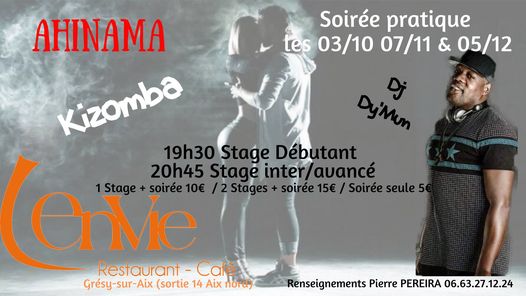 AHINAMA
Soirée pratique
les 03/10 07/11 & 05/12
Kizomba
Dj
Dy'Mun
19h30 Stage Débutant
20h45 Stage inter/avancé
1 Stage + soirée 10€ / 2 Stages + soirée 15€ / Soirée seule 5€
L'enVie
Restaurant - Café
Grésy-sur-Aix (sortie 14 Aix nord)
Renseignements Pierre PEREIRA 06.63.27.12.24